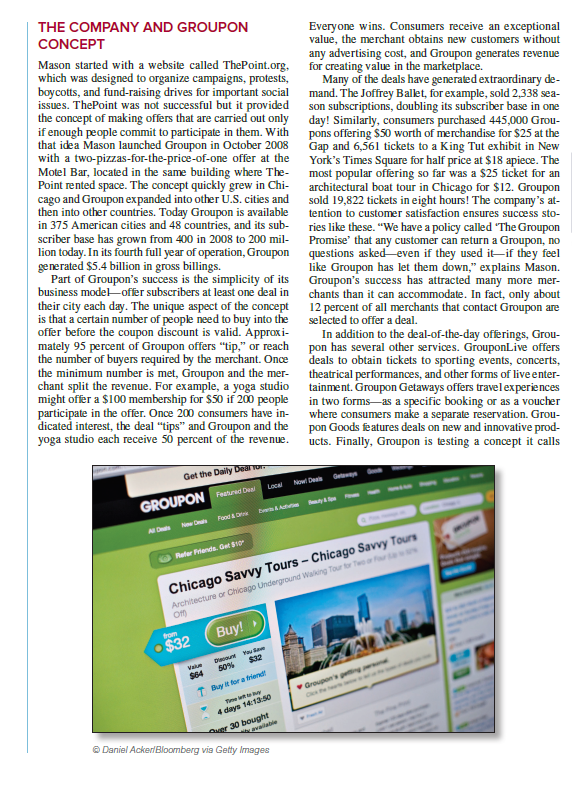 THE COMPANY AND GROUPON
CONCEPT
Mason started with a website called ThePoint.org,
which was designed to organize campaigns, protests,
boycotts, and fund-raising drives for important social
issues. ThePoint was not successful but it provided
the concept of making offers that are carried out only
if enough people commit to participate in them. With
that idea Mason launched Groupon in October 2008
with a two-pizzas-for-the-price-of-one offer at the
Motel Bar, located in the same building where The-
Point rented space. The concept quickly grew in Chi-
cago and Groupon expanded into other U.S. cities and
then into other countries. Today Groupon is available
in 375 American cities and 48 countries, and its sub-
scriber base has grown from 400 in 2008 to 200 mil-
lion today. In its fourth full year of operation, Groupon
generated $5.4 billion in gross billings.
Part of Groupon's success is the simplicity of its
business model—offer subscribers at least one deal in
their city each day. The unique aspect of the concept
is that a certain number of people need to buy into the
offer before the coupon discount is valid. Approxi-
mately 95 percent of Groupon offers "tip," or reach
the number of buyers required by the merchant. Once
the minimum number is met, Groupon and the mer-
chant split the revenue. For example, a yoga studio
might offer a $100 membership for $50 if 200 people
participate in the offer. Once 200 consumers have in-
dicated interest, the deal "tips" and Groupon and the
yoga studio each receive 50 percent of the revenue.
Everyone wins. Consumers receive an exceptional
value, the merchant obtains new customers without
any advertising cost, and Groupon generates revenue
for creating value in the marketplace.
Many of the deals have generated extraordinary de-
mand. The Joffrey Ballet, for example, sold 2,338 sea-
son subscriptions, doubling its subscriber base in one
day! Similarly, consumers purchased 445,000 Grou-
pons offering $50 worth of merchandise for $25 at the
Gap and 6,561 tickets to a King Tut exhibit in New
York's Times Square for half price at $18 apiece. The
most popular offering so far was a $25 ticket for an
architectural boat tour in Chicago for $12. Groupon
sold 19,822 tickets in eight hours! The company's at-
tention to customer satisfaction ensures success sto-
ries like these. "We have a policy called 'The Groupon
Promise' that any customer can return a Groupon, no
questions asked—even if they used it—if they feel
like Groupon has let them down," explains Mason.
Groupon's success has attracted many more mer-
chants than it can accommodate. In fact, only about
12 percent of all merchants that contact Groupon are
selected to offer a deal.
In addition to the deal-of-the-day offerings, Grou-
pon has several other services. GrouponLive offers
deals to obtain tickets to sporting events, concerts,
theatrical performances, and other forms of live enter-
tainment. Groupon Getaways offers travel experiences
in two forms—as a specific booking or as a voucher
where consumers make a separate reservation. Grou-
pon Goods features deals on new and innovative prod-
ucts. Finally, Groupon is testing a concept it calls
Get the Daily Deal
GROUPON Featured Deal Local Now! Deals Getaways Goods
All Deals New Deals Food & Drink Events & Activities Beauty & Spa Fitness Health
Refer Friends. Get $10*
Chicago Savvy Tours – Chicago Savvy Tours
Architecture or Chicago Underground Walking Tour for Two or Four (Up to 52%
Off)
from
$32
Buy!
Value Discount You Save
$64 50% $32
Buy it for a friend!
Time left to buy
4 days 14:13:50
Over 30 bought
available
Groupon's getting personal
© Daniel Acker/Bloomberg via Getty Images